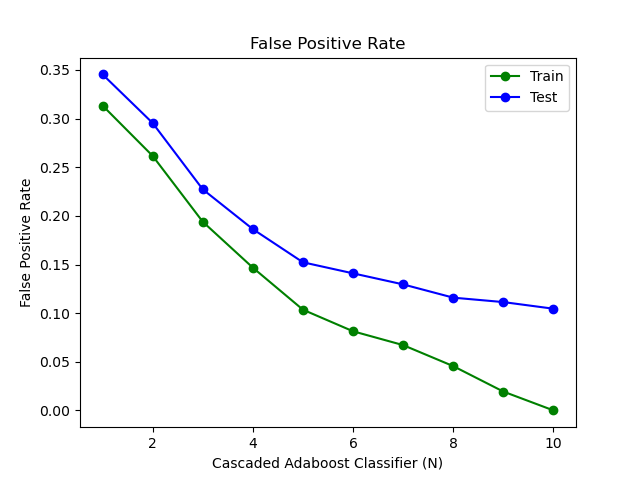 False Positive Rate
Train
Test
False Positive Rate
0.35
0.30
0.25
0.20
0.15
0.10
0.05
0.00
2 4 6 8 10
Cascaded Adaboost Classifier (N)